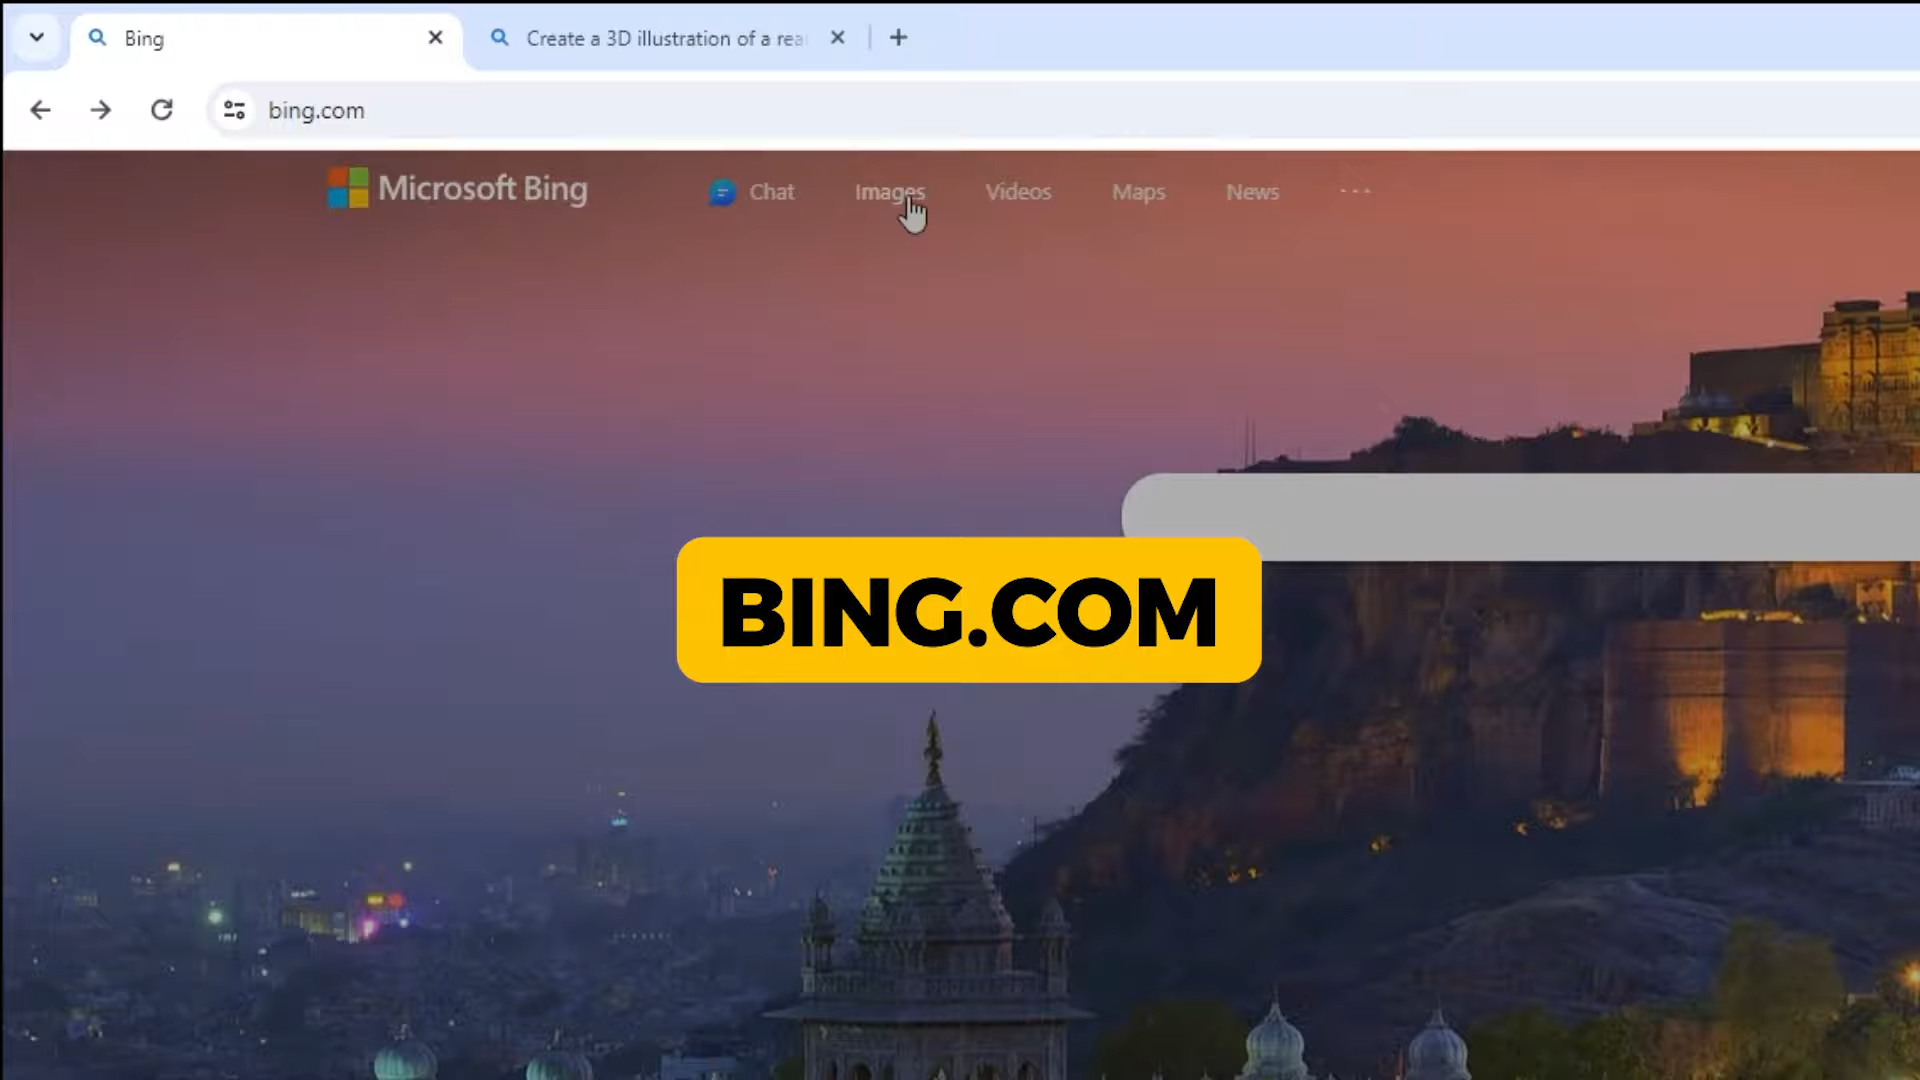 Bing
Create a 3D illustration of a rea
bing.com
Microsoft Bing
Chat
Images
Videos
Maps
News
BING.COM